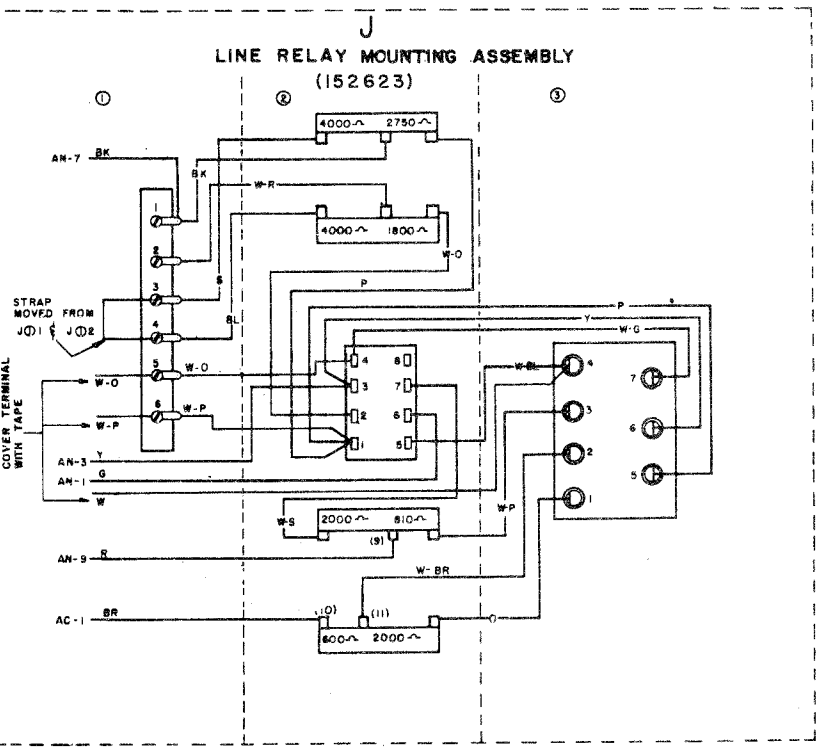 J
LINE RELAY MOUNTING ASSEMBLY
(152623)
① ② ③
4000 2750
AN-7 BK
BK
W-R
1
4000 1800
W-O
2
S
P
3
P
STRAP
MOVED FROM
J①1 & J②2
BL
Y
W-G
4
4 8
W-BL
4
5
W-O
W-O
3 7
7
6
W-P
W-P
2 6
3
6
COVER TERMINAL
WITH TAPE
1 5
2
5
AN-3 Y
AN-1 G
W
1
W-S
2000 810
W-P
(9)
AN-9 R
W-BR
AC-1 BR
(10) (11)
O
600 2000